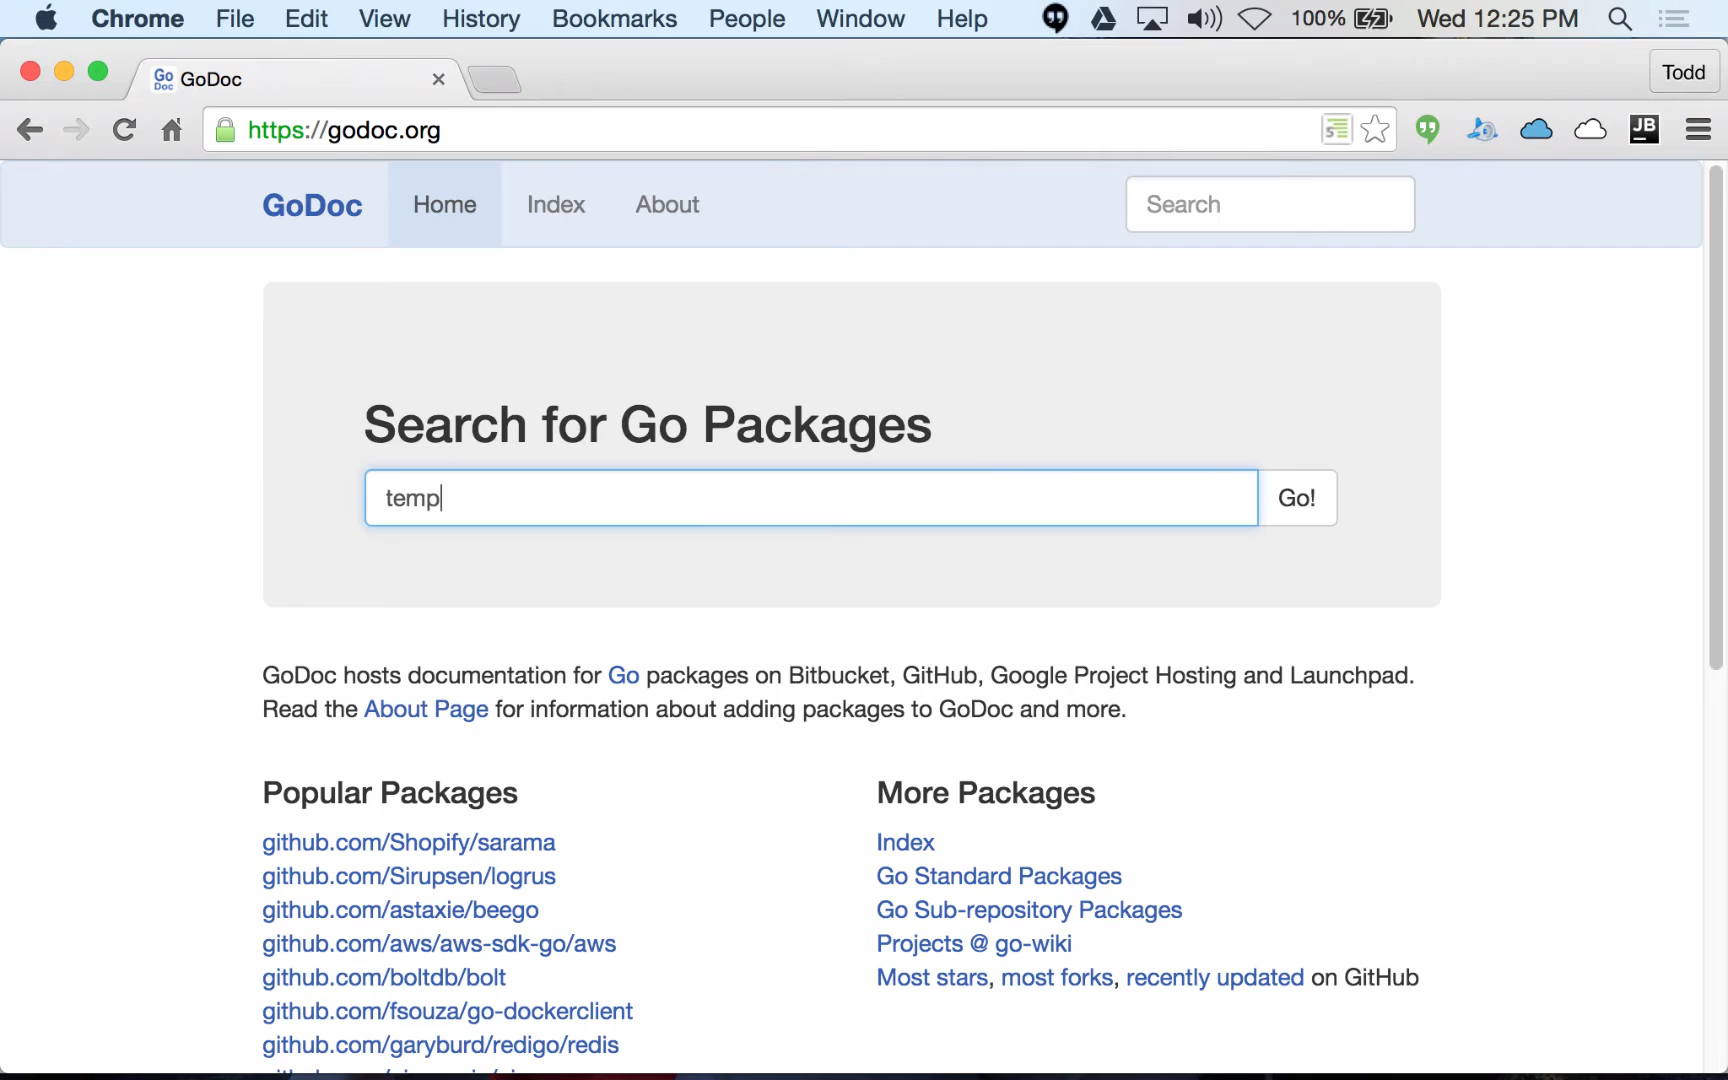 Chrome File Edit View History Bookmarks People Window Help 100% Wed 12:25 PM
Go Doc GoDoc Todd
https://godoc.org JB
GoDoc Home Index About Search
Search for Go Packages
temp Go!
GoDoc hosts documentation for Go packages on Bitbucket, GitHub, Google Project Hosting and Launchpad.
Read the About Page for information about adding packages to GoDoc and more.
Popular Packages
github.com/Shopify/sarama
github.com/Sirupsen/logrus
github.com/astaxie/beego
github.com/aws/aws-sdk-go/aws
github.com/boltdb/bolt
github.com/fsouza/go-dockerclient
github.com/garyburd/redigo/redis
More Packages
Index
Go Standard Packages
Go Sub-repository Packages
Projects @ go-wiki
Most stars, most forks, recently updated on GitHub